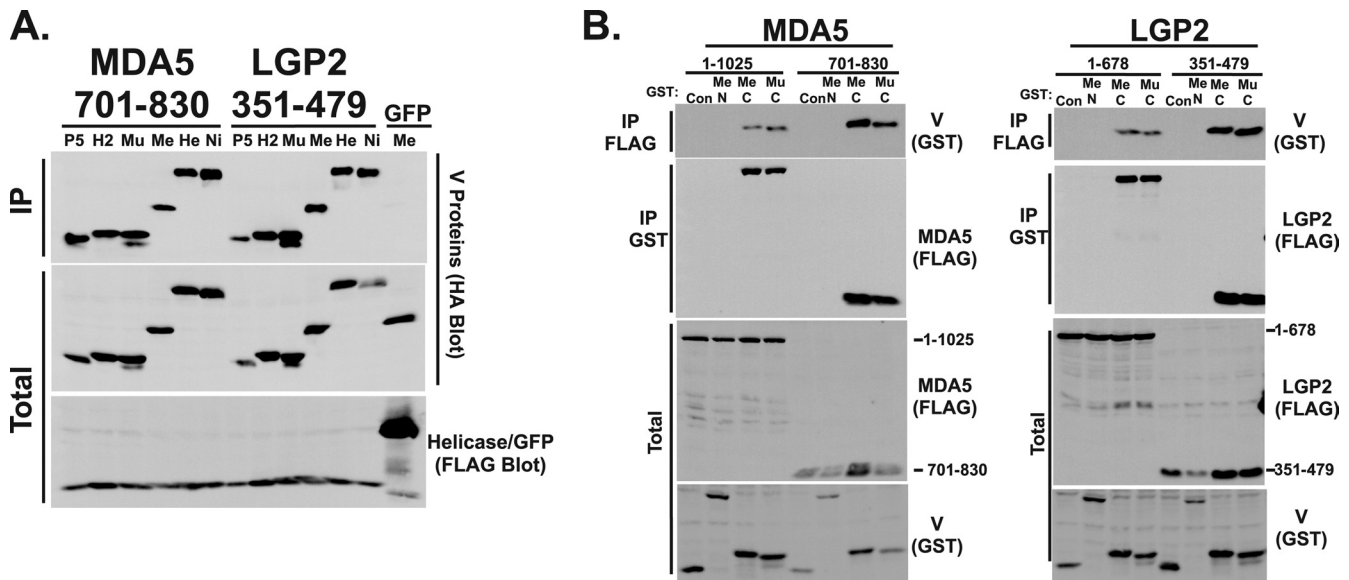 A.
MDA5 LGP2
701-830 351-479 GFP
P5 H2 Mu Me He Ni P5 H2 Mu Me He Ni Me
IP
Total
V Proteins (HA Blot)
Helicase/GFP
(FLAG Blot)
B.
MDA5
1-1025 701-830
GST: Con Me N Me C Mu C Con Me N Me C Mu C
IP
FLAG
V
(GST)
IP
GST
MDA5
(FLAG)
Total
–1-1025
MDA5
(FLAG)
– 701-830
V
(GST)
LGP2
1-678 351-479
GST: Con Me N Me C Mu C Con Me N Me C Mu C
IP
FLAG
V
(GST)
IP
GST
LGP2
(FLAG)
Total
–1-678
LGP2
(FLAG)
–351-479
V
(GST)